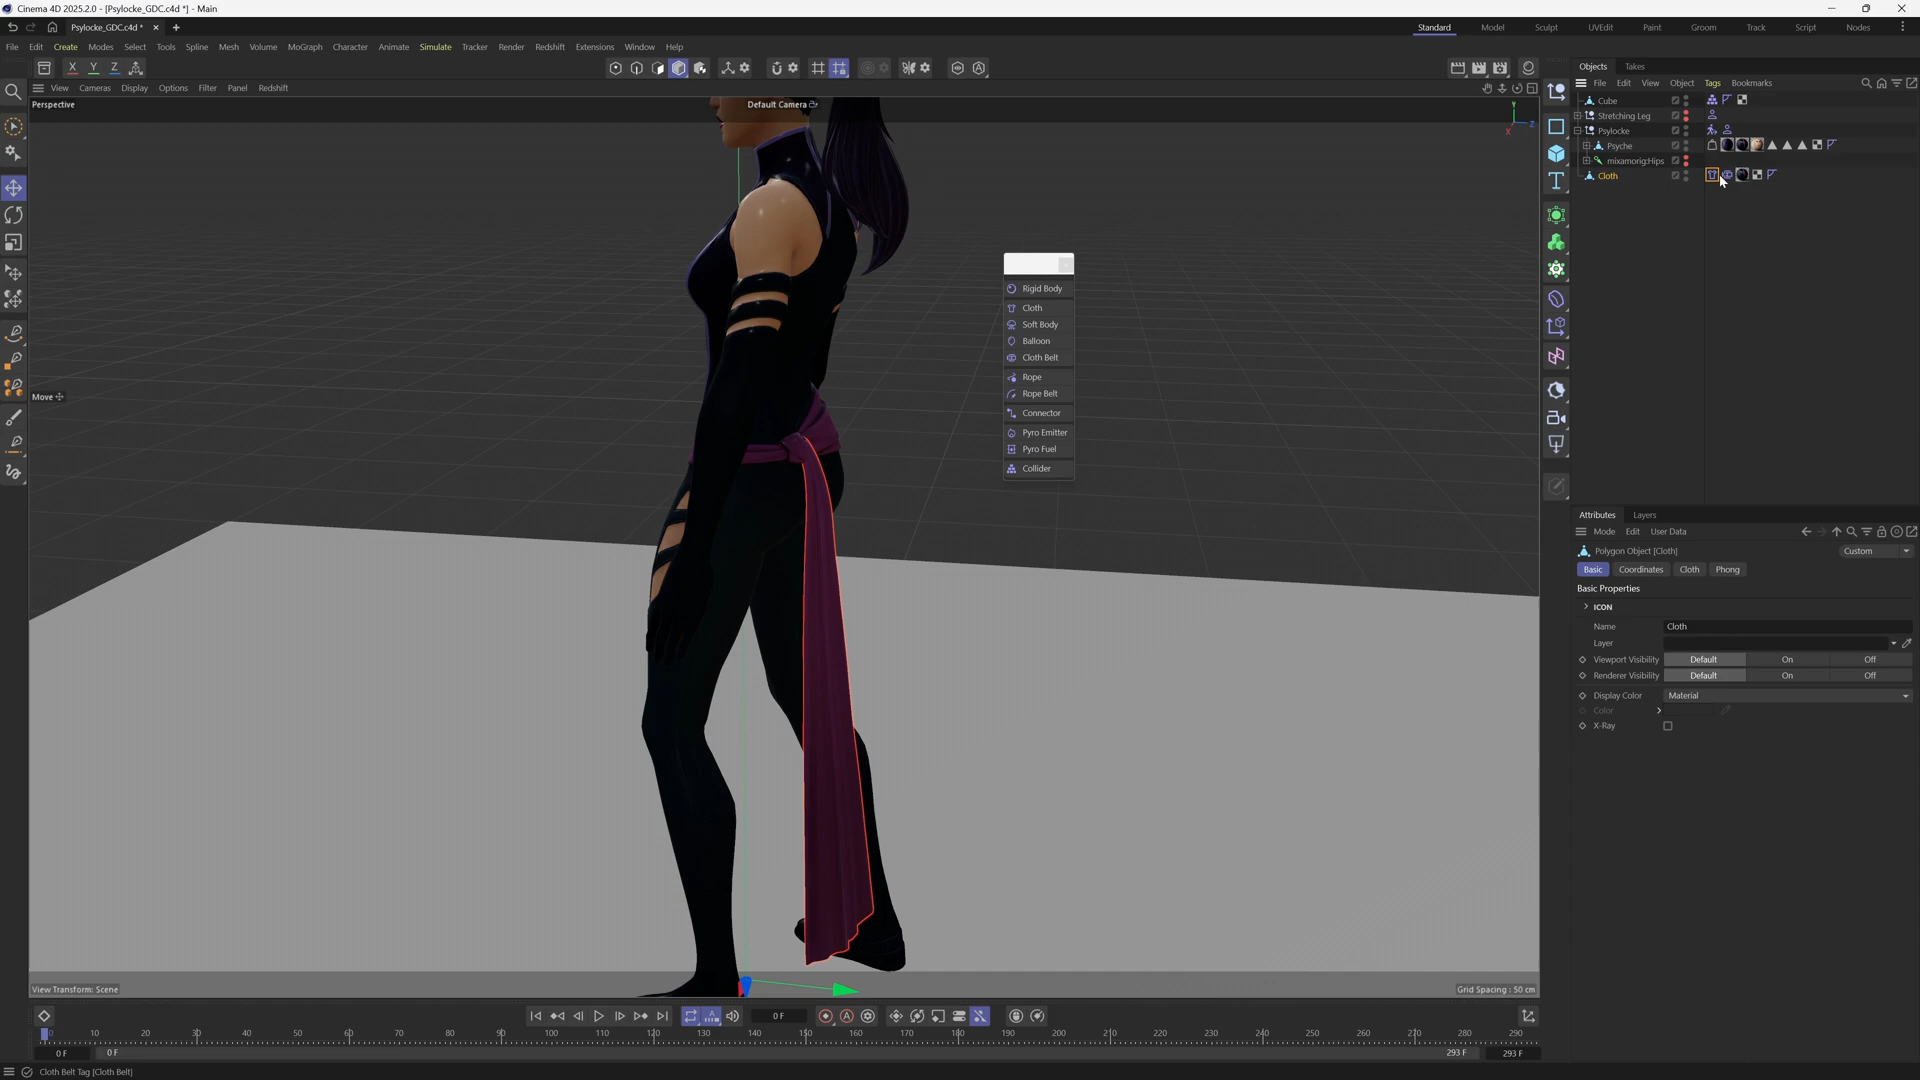 Cinema 4D 2025.2.0 - [Psylocke_GDC.c4d *] - Main
Psylocke_GDC.c4d *
Standard Model Sculpt UVEdit Paint Groom Track Script Nodes
File Edit Create Modes Select Tools Spline Mesh Volume MoGraph Character Animate Simulate Tracker Render Redshift Extensions Window Help
X Y Z
View Cameras Display Options Filter Panel Redshift
Perspective
Default Camera
Y
Z
X
Move
Rigid Body
Cloth
Soft Body
Balloon
Cloth Belt
Rope
Rope Belt
Connector
Pyro Emitter
Pyro Fuel
Collider
View Transform: Scene
Grid Spacing : 50 cm
Objects Takes
File Edit View Object Tags Bookmarks
Cube
Stretching Leg
Psylocke
Psyche
mixamorig:Hips
Cloth
Attributes Layers
Mode Edit User Data
Polygon Object [Cloth]
Custom
Basic Coordinates Cloth Phong
Basic Properties
ICON
Name Cloth
Layer
Viewport Visibility Default On Off
Renderer Visibility Default On Off
Display Color Material
Color
X-Ray
0 F
0 10 20 30 40 50 60 70 80 90 100 110 120 130 140 150 160 170 180 190 200 210 220 230 240 250 260 270 280 290
0 F 0 F 293 F 293 F
Cloth Belt Tag [Cloth Belt]